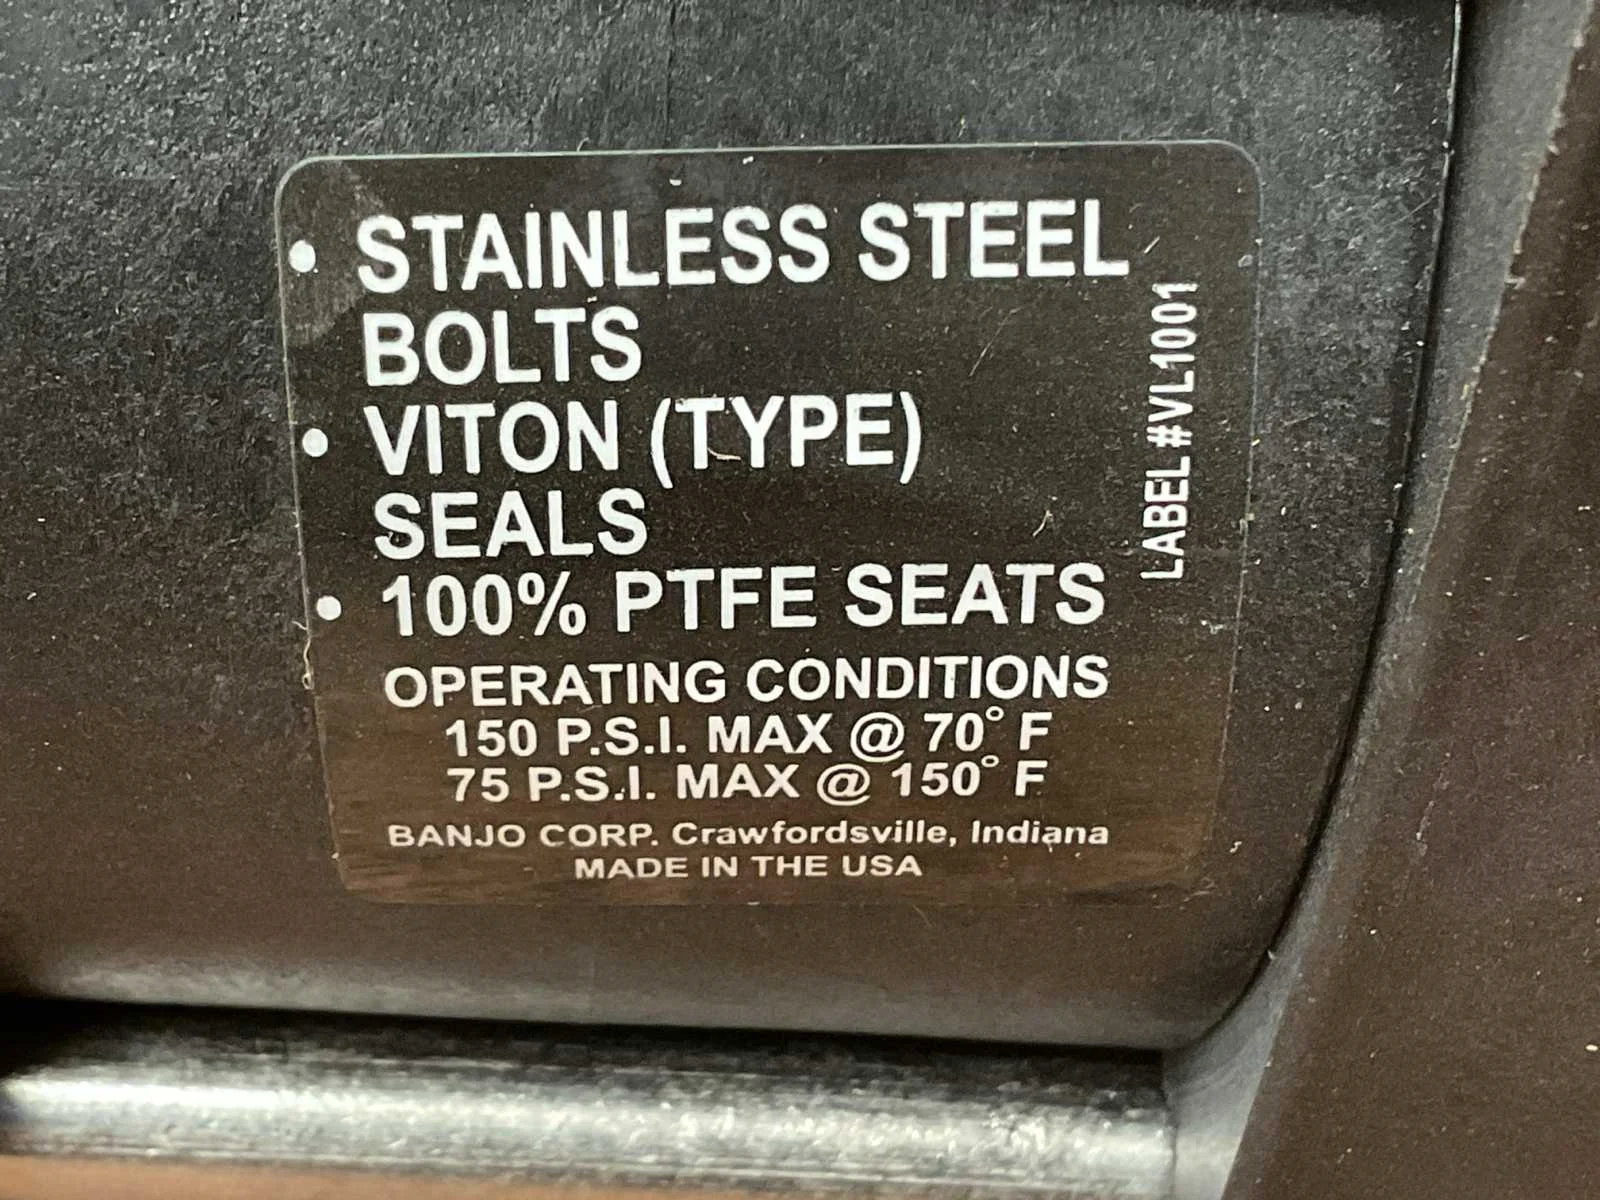 • STAINLESS STEEL
BOLTS
• VITON (TYPE)
SEALS
• 100% PTFE SEATS
OPERATING CONDITIONS
150 P.S.I. MAX @ 70° F
75 P.S.I. MAX @ 150° F
BANJO CORP. Crawfordsville, Indiana
MADE IN THE USA
LABEL#VL1001